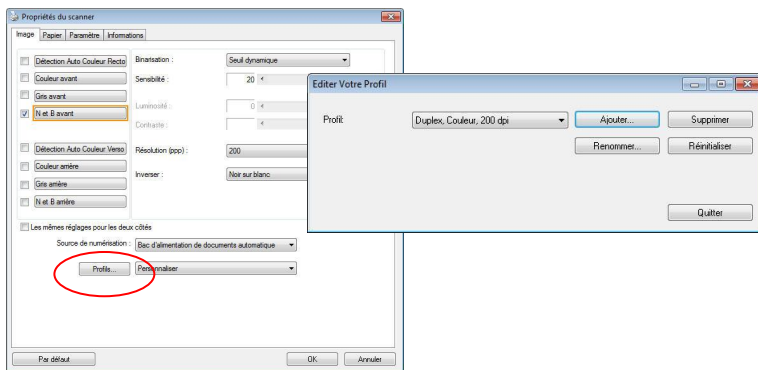 Propriétés du scanner
Image Papier Paramètre Informations
Détection Auto Couleur Recto
Couleur avant
Gris avant
N et B avant
Détection Auto Couleur Verso
Couleur arrière
Gris arrière
N et B arrière
Binarisation : Seuil dynamique
Sensibilité : 20
Luminosité : 0
Contraste :
Résolution (ppp) : 200
Inverser : Noir sur blanc
Les mêmes réglages pour les deux côtés
Source de numérisation : Bac d'alimentation de documents automatique
Profils... Personnaliser
Par défaut OK Annuler
Editer Votre Profil
Profil: Duplex, Couleur, 200 dpi Ajouter... Supprimer
Renommer... Réinitialiser
Quitter